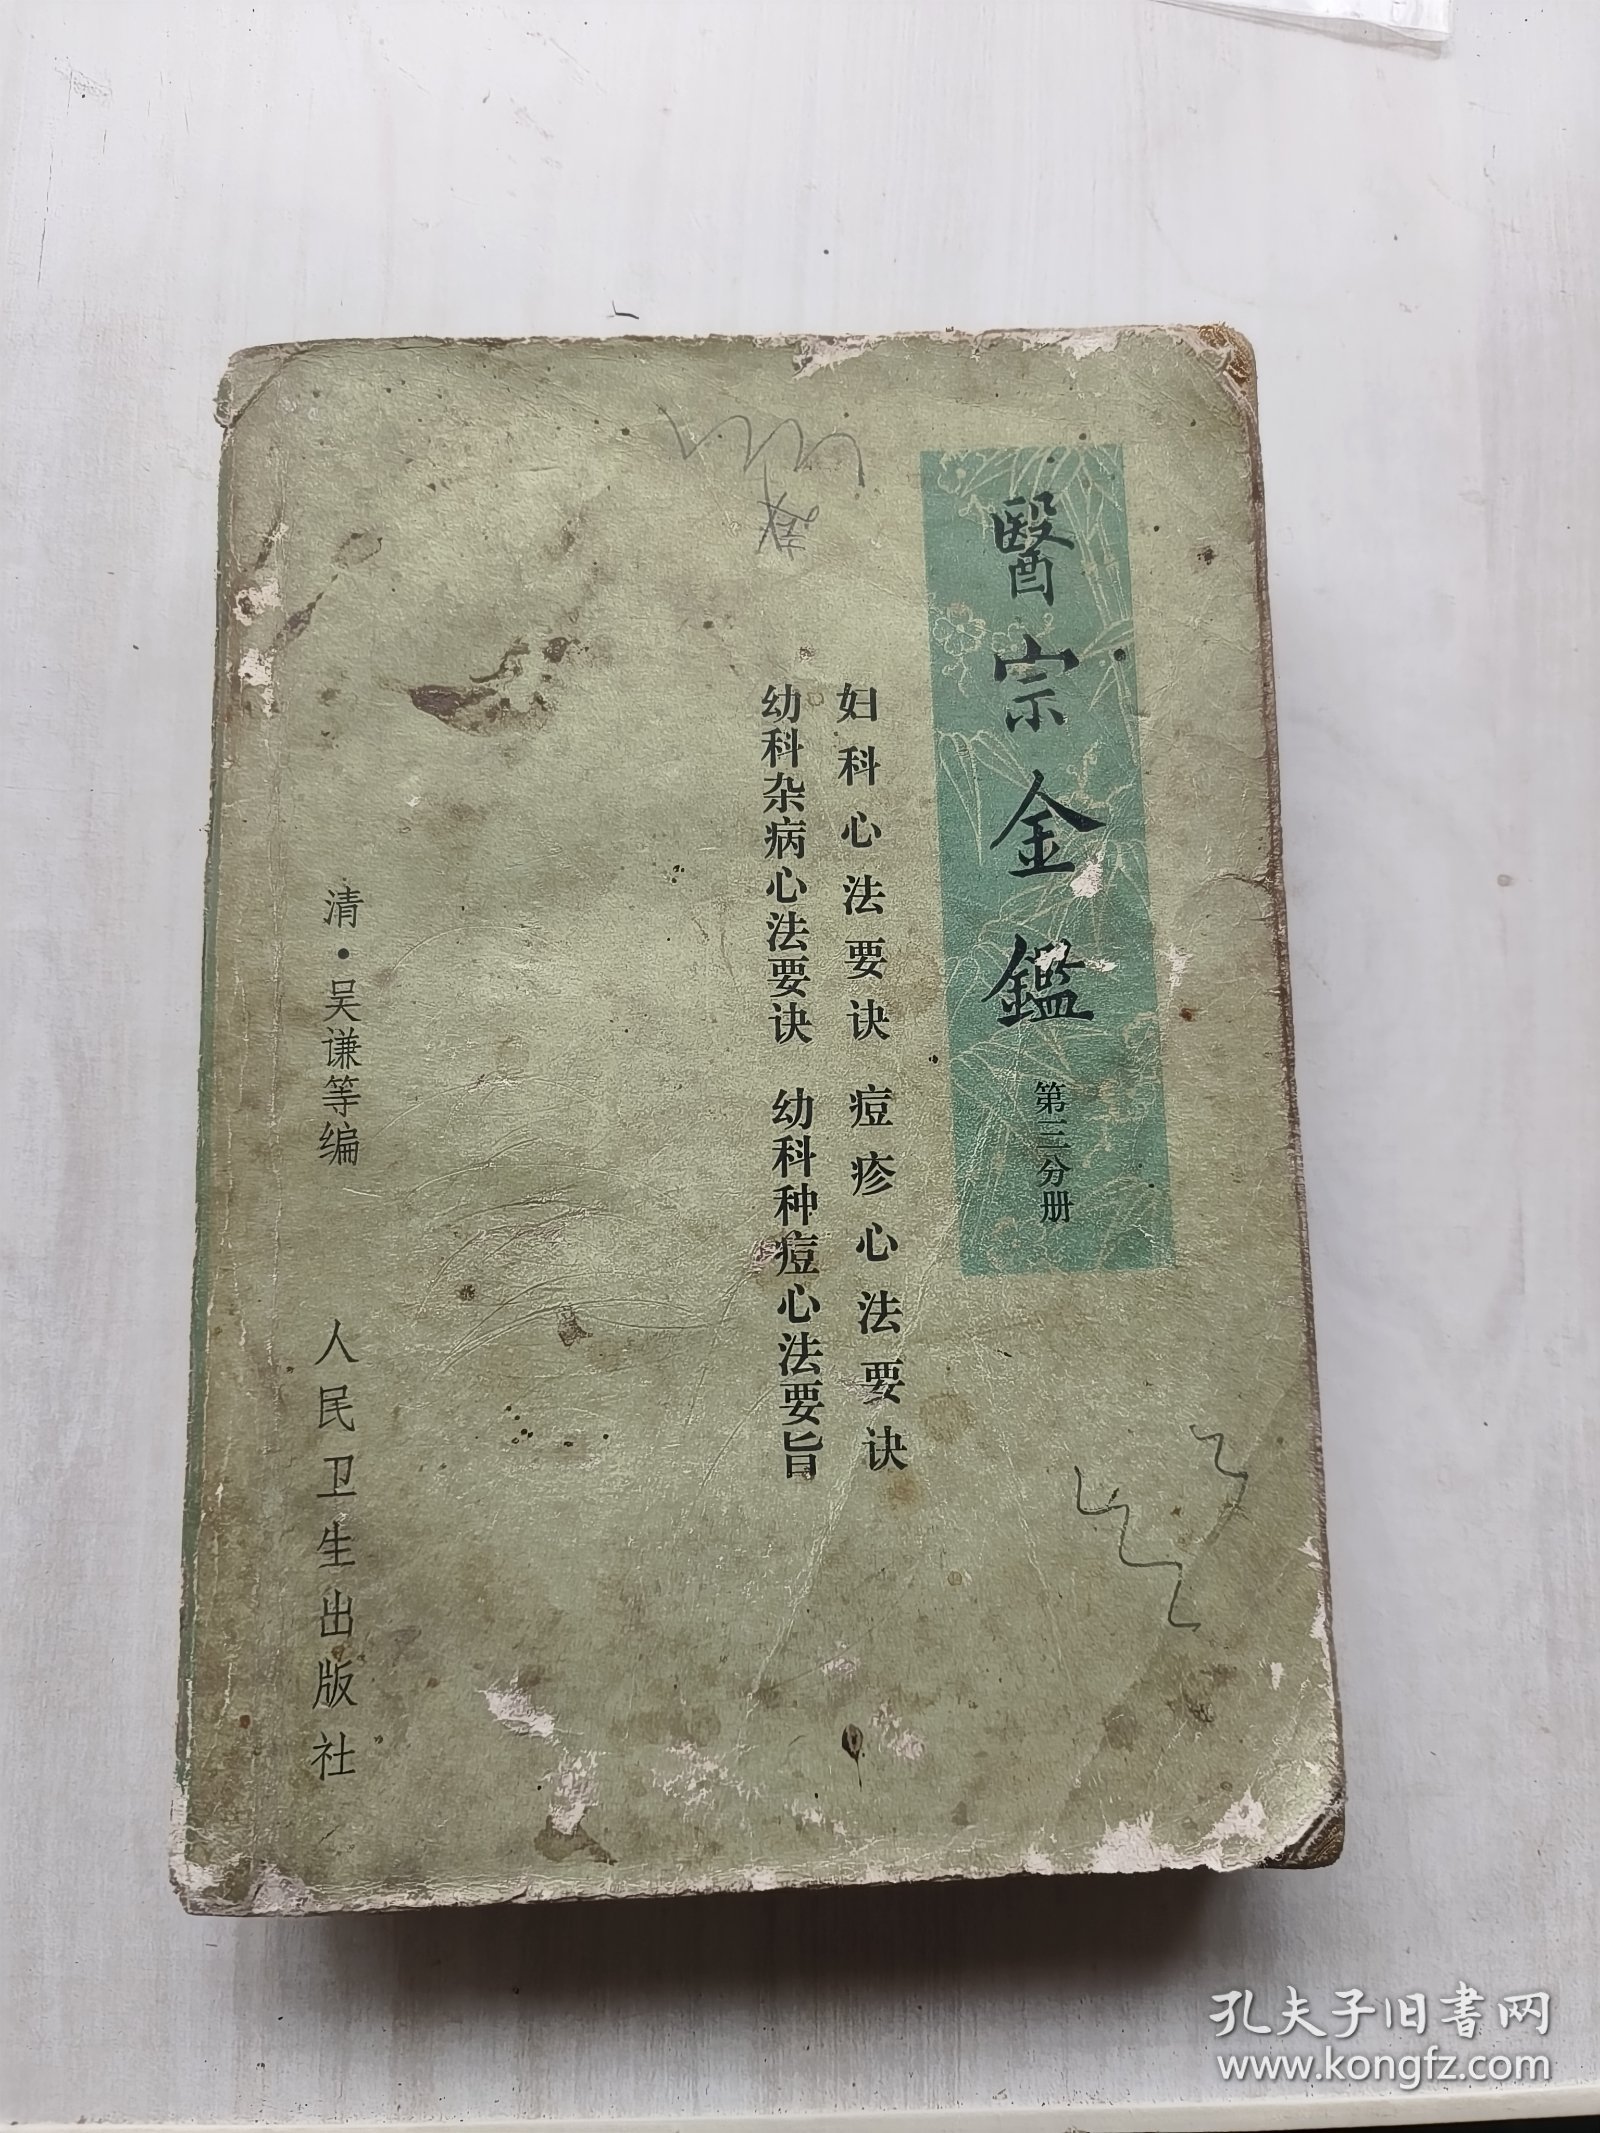 醫宗金鑑 第三分册
妇科心法要诀 痘疹心法要诀
幼科杂病心法要诀 幼科种痘心法要旨
清·吴谦等编 人民卫生出版社
孔夫子旧书网
www.kongfz.com